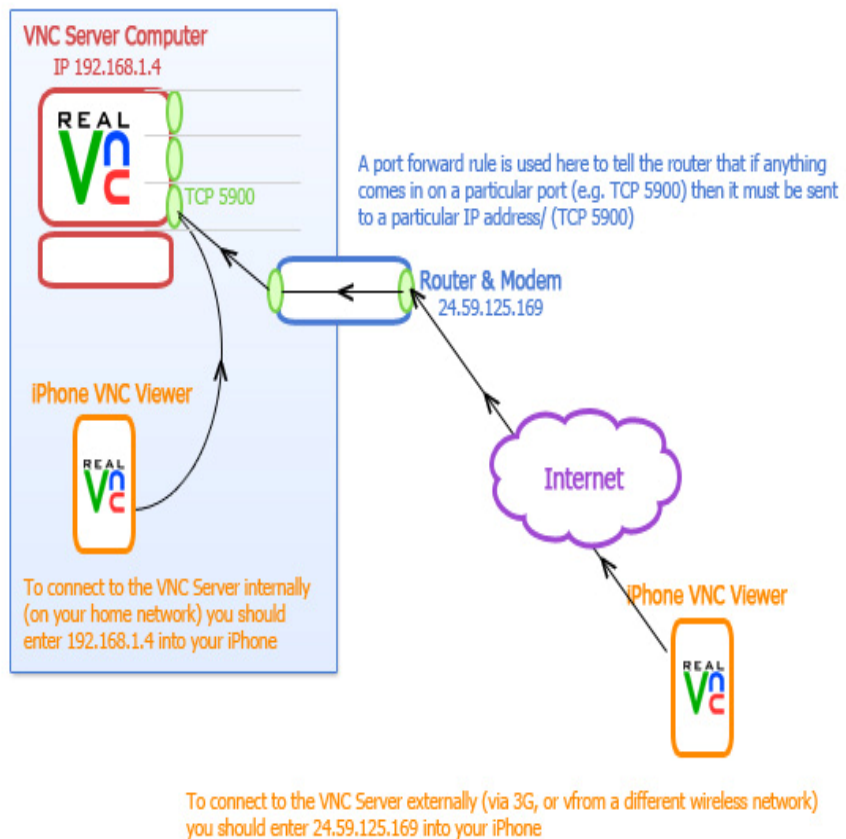 VNC Server Computer
IP 192.168.1.4
REAL
Vnc
TCP 5900
A port forward rule is used here to tell the router that if anything
comes in on a particular port (e.g. TCP 5900) then it must be sent
to a particular IP address/ (TCP 5900)
Router & Modem
24.59.125.169
iPhone VNC Viewer
REAL
Vnc
To connect to the VNC Server internally
(on your home network) you should
enter 192.168.1.4 into your iPhone
Internet
iPhone VNC Viewer
REAL
Vnc
To connect to the VNC Server externally (via 3G, or vfrom a different wireless network)
you should enter 24.59.125.169 into your iPhone